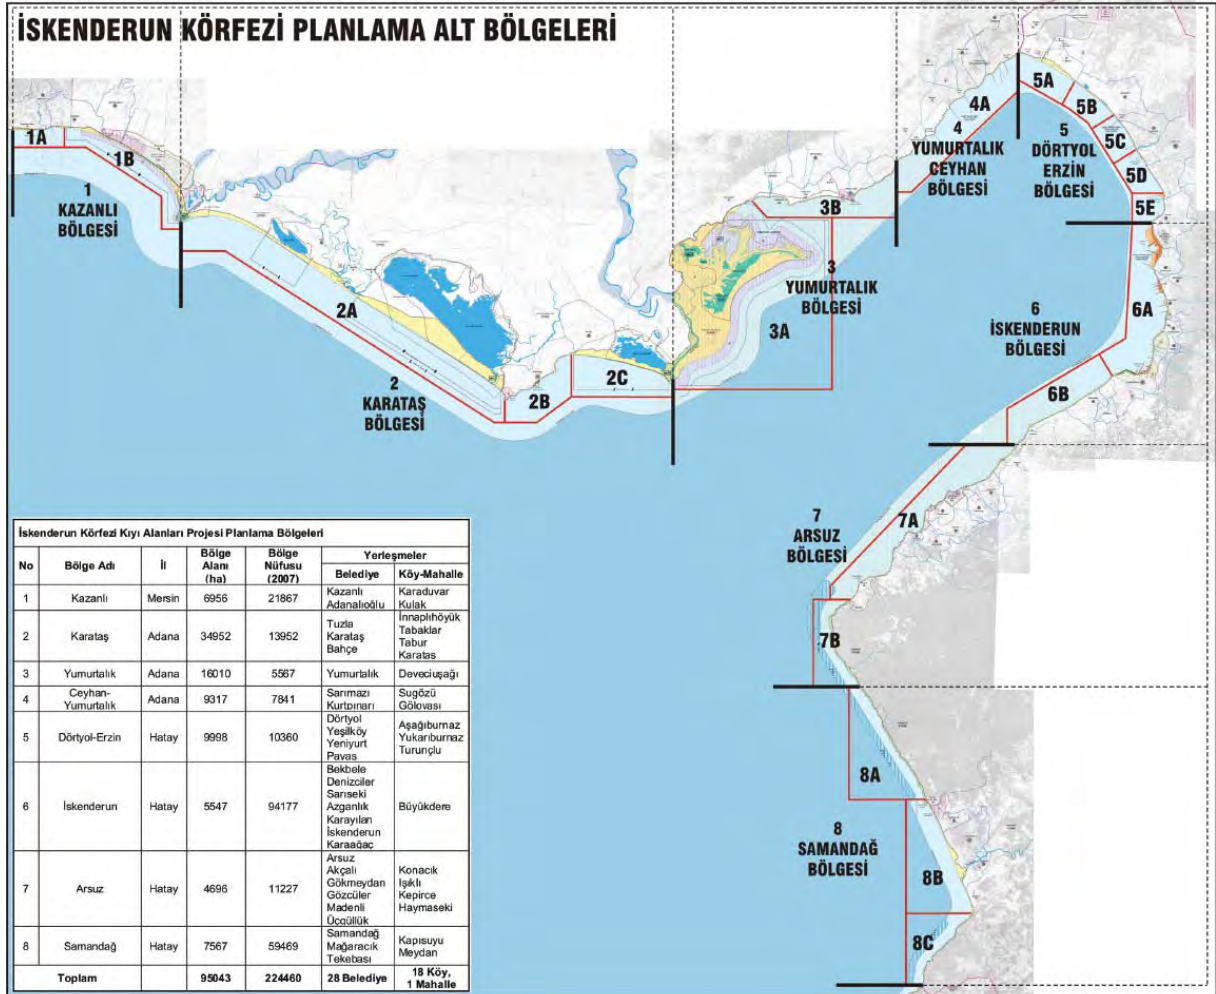 İSKENDERUN KÖRFEZİ PLANLAMA ALT BÖLGELERİ
1A
1B
1
KAZANLI
BÖLGESİ
2A
2
KARATAŞ
BÖLGESİ
2B
2C
3A
3B
3
YUMURTALIK
BÖLGESİ
4A
4
YUMURTALIK
CEYHAN
BÖLGESİ
5A
5B
5C
5D
5E
5
DÖRTYOL
ERZİN
BÖLGESİ
6
İSKENDERUN
BÖLGESİ
6A
6B
7
ARSUZ
BÖLGESİ
7A
7B
8A
8
SAMANDAĞ
BÖLGESİ
8B
8C
İskenderun Körfezi Kıyı Alanları Projesi Planlama Bölgeleri
No Bölge Adı İl Bölge Alanı (ha) Bölge Nüfusu (2007) Yerleşmeler
Belediye Köy-Mahalle
1 Kazanlı Mersin 6956 21867 Kazanlı Karaduvar
Adanalıoğlu Kulak
2 Karataş Adana 34952 13952 Tuzla İnnaplıhöyük
Karataş Tabaklar
Bahçe Tabur
Karatas
3 Yumurtalık Adana 16010 5567 Yumurtalık Deveciuşağı
4 Ceyhan-Yumurtalık Adana 9317 7841 Sarımazı Sugözü
Kurtpınarı Gölovası
5 Dörtyol-Erzin Hatay 9998 10360 Dörtyol Aşağıburnaz
Yeşilköy Yukarıburnaz
Yeniyurt Turunçlu
Payas
6 İskenderun Hatay 5547 94177 Bekbele Büyükdere
Denizciler
Sarıseki
Azganlık
Karayılan
İskenderun
Karaağaç
7 Arsuz Hatay 4696 11227 Arsuz Konacık
Akçalı Işıklı
Gökmeydan Kepirce
Gözcüler Haymaseki
Madenli
Üçgüllük
8 Samandağ Hatay 7567 59469 Samandağ Kapısuyu
Mağaracık Meydan
Tekebaşı
Toplam 95043 224460 28 Belediye 18 Köy,
1 Mahalle